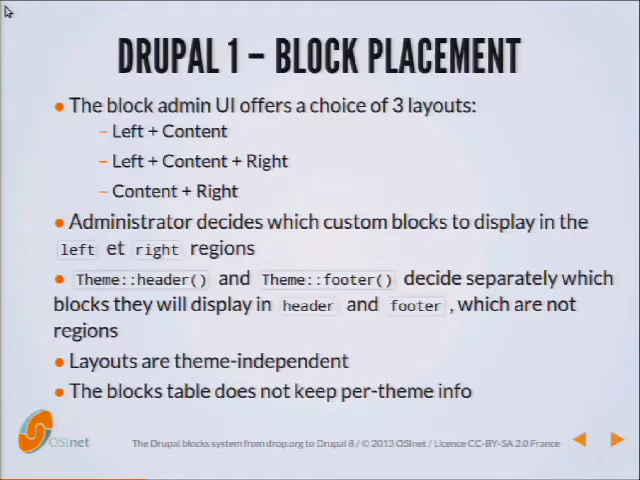 DRUPAL 1 – BLOCK PLACEMENT
• The block admin UI offers a choice of 3 layouts:
– Left + Content
– Left + Content + Right
– Content + Right
• Administrator decides which custom blocks to display in the
left et right regions
• Theme::header() and Theme::footer() decide separately which
blocks they will display in header and footer, which are not
regions
• Layouts are theme-independent
• The blocks table does not keep per-theme info
OSInet
The Drupal blocks system from drop.org to Drupal 8 / © 2013 OSInet / Licence CC-BY-SA 2.0 France